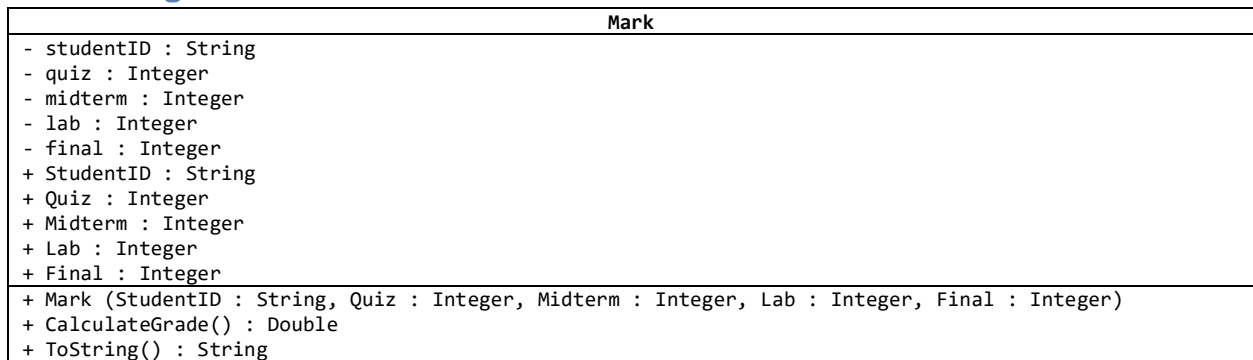 Mark
- studentID : String
- quiz : Integer
- midterm : Integer
- lab : Integer
- final : Integer
+ StudentID : String
+ Quiz : Integer
+ Midterm : Integer
+ Lab : Integer
+ Final : Integer
+ Mark (StudentID : String, Quiz : Integer, Midterm : Integer, Lab : Integer, Final : Integer)
+ CalculateGrade() : Double
+ ToString() : String